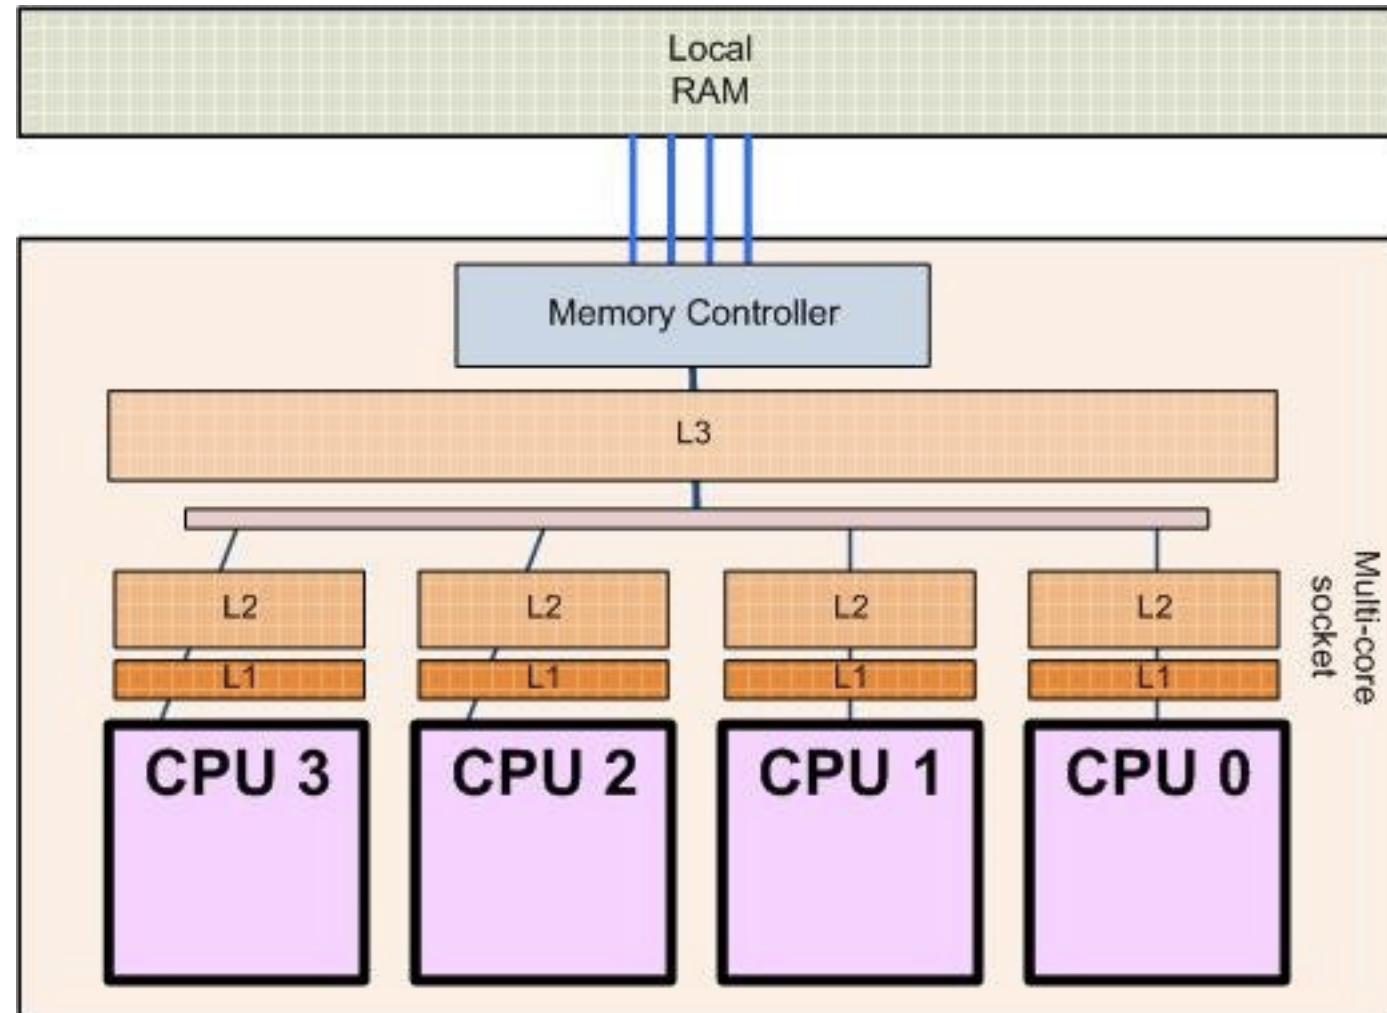 Local
RAM
Memory Controller
L3
L2
L2
L2
L2
L1
L1
L1
L1
CPU 3
CPU 2
CPU 1
CPU 0
Multi-core
socket